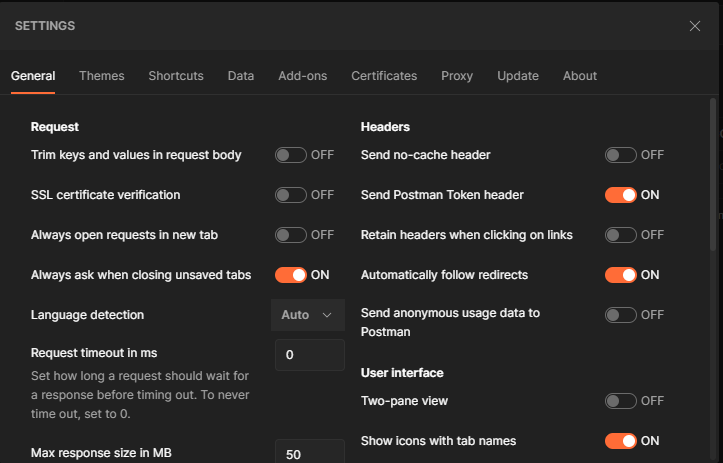 SETTINGS
General Themes Shortcuts Data Add-ons Certificates Proxy Update About
Request
Trim keys and values in request body OFF
SSL certificate verification OFF
Always open requests in new tab OFF
Always ask when closing unsaved tabs ON
Language detection Auto
Request timeout in ms 0
Set how long a request should wait for
a response before timing out. To never
time out, set to 0.
Max response size in MB 50
Headers
Send no-cache header OFF
Send Postman Token header ON
Retain headers when clicking on links OFF
Automatically follow redirects ON
Send anonymous usage data to OFF
Postman
User interface
Two-pane view OFF
Show icons with tab names ON